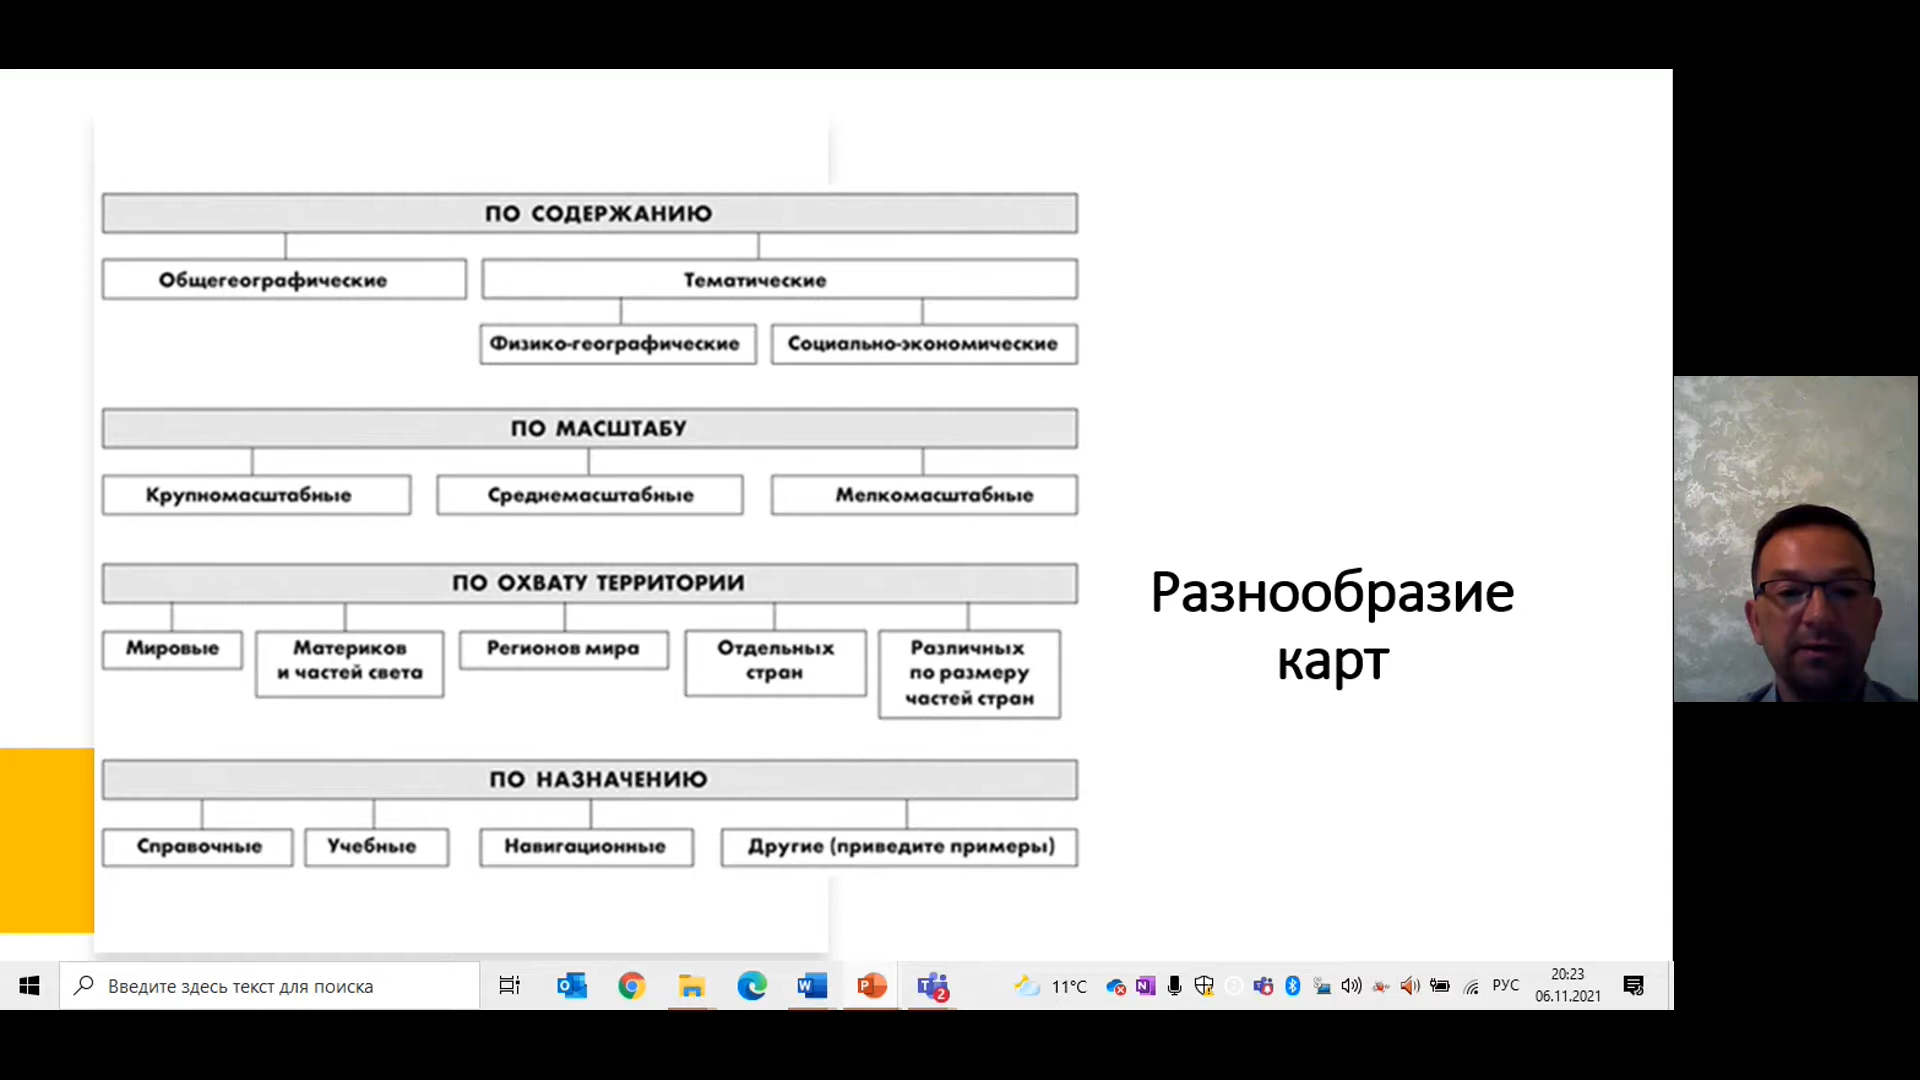 ПО СОДЕРЖАНИЮ
Общегеографические
Тематические
Физико-географические
Социально-экономические
ПО МАСШТАБУ
Крупномасштабные
Среднемасштабные
Мелкомасштабные
ПО ОХВАТУ ТЕРРИТОРИИ
Мировые
Материков
и частей света
Регионов мира
Отдельных
стран
Различных
по размеру
частей стран
ПО НАЗНАЧЕНИЮ
Справочные
Учебные
Навигационные
Другие (приведите примеры)
Разнообразие
карт
Введите здесь текст для поиска
2
11°C
РУС
20:23
06.11.2021